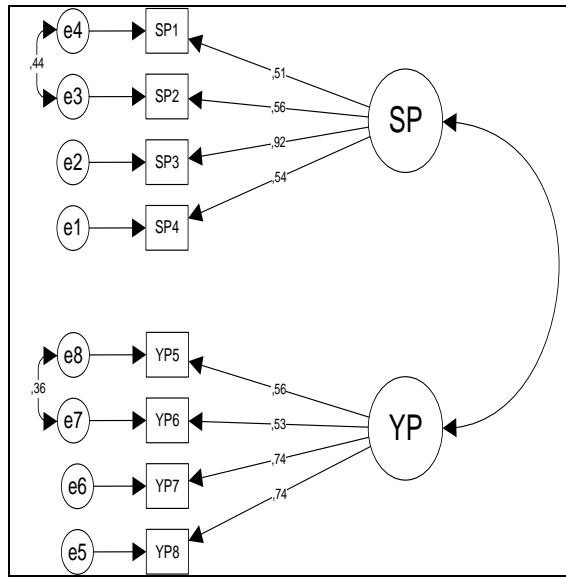 e4 SP1
,44
,51
e3 SP2
,56
SP
e2 SP3
,92
e1 SP4
,54
e8 YP5
,56
,36
e7 YP6
,53
YP
e6 YP7
,74
e5 YP8
,74